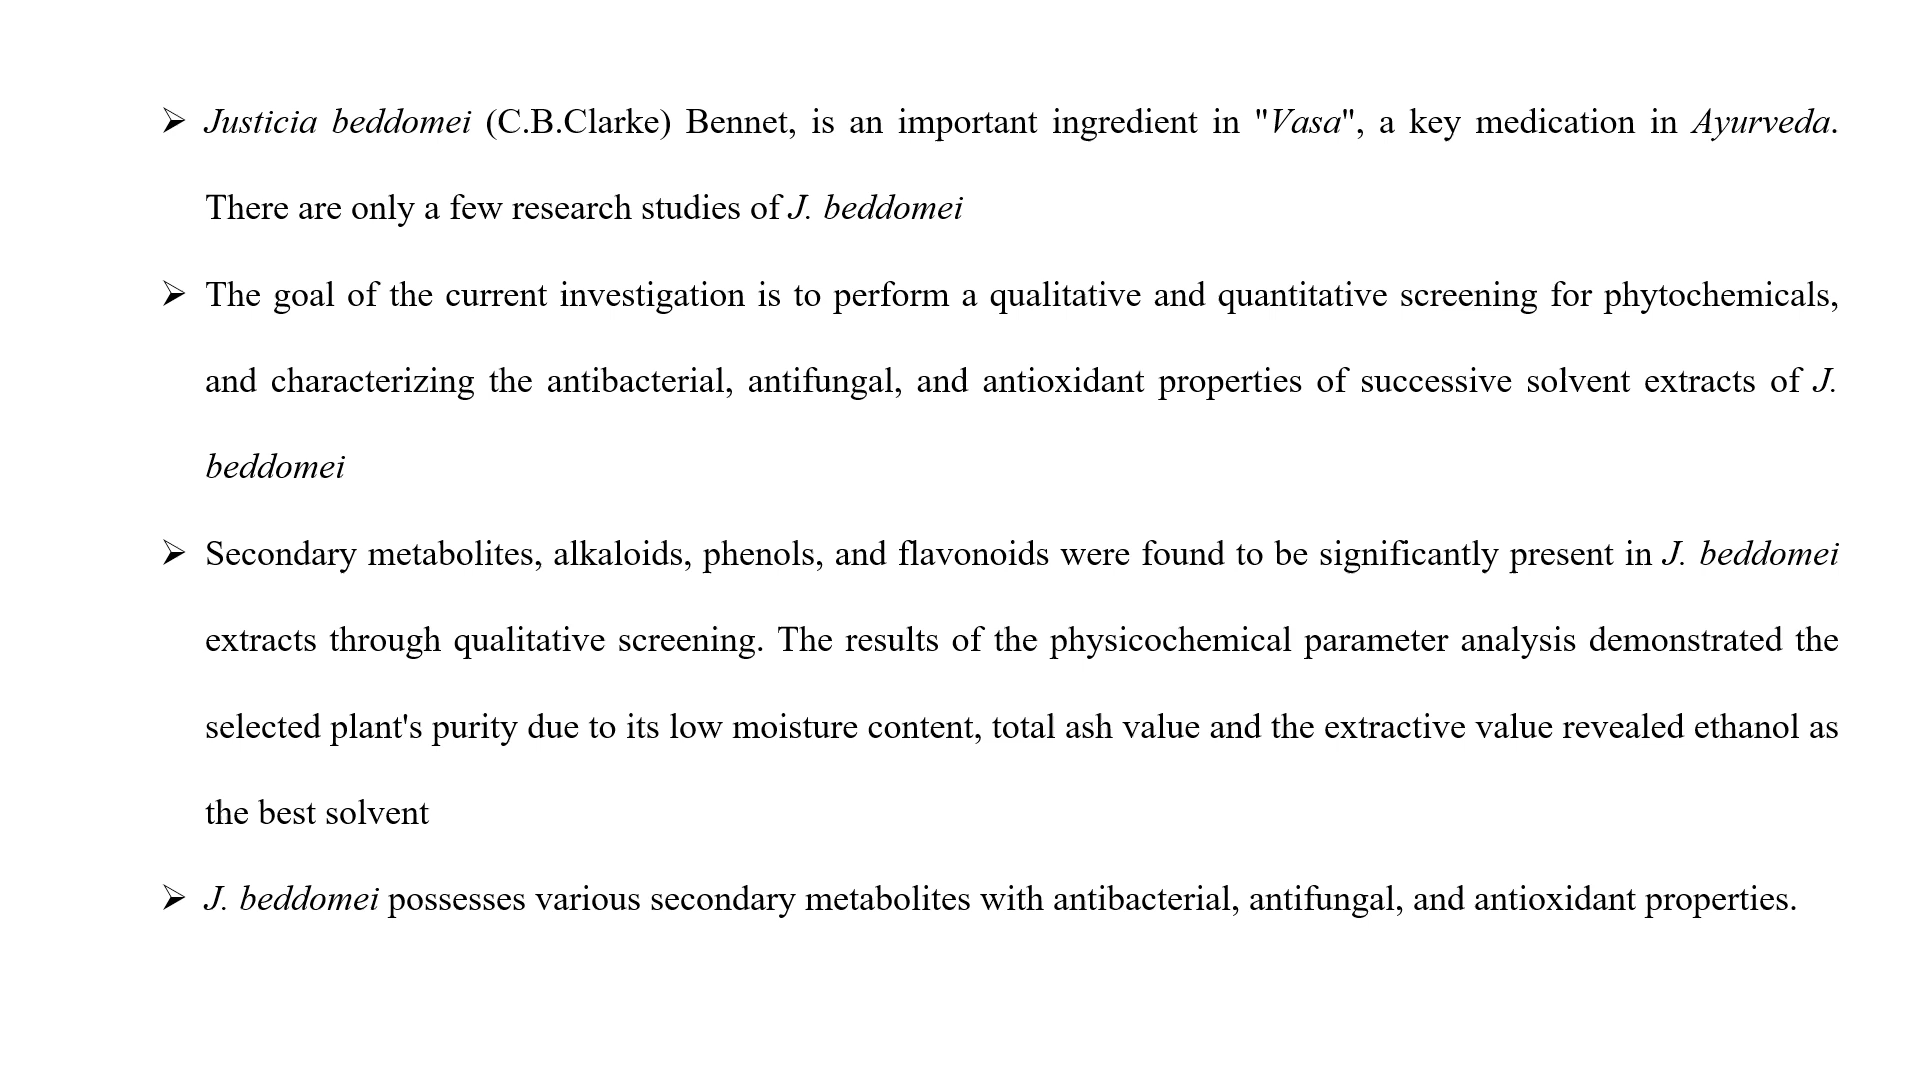 ➢ Justicia beddomei (C.B.Clarke) Bennet, is an important ingredient in "Vasa", a key medication in Ayurveda.
There are only a few research studies of J. beddomei
➢ The goal of the current investigation is to perform a qualitative and quantitative screening for phytochemicals,
and characterizing the antibacterial, antifungal, and antioxidant properties of successive solvent extracts of J.
beddomei
➢ Secondary metabolites, alkaloids, phenols, and flavonoids were found to be significantly present in J. beddomei
extracts through qualitative screening. The results of the physicochemical parameter analysis demonstrated the
selected plant's purity due to its low moisture content, total ash value and the extractive value revealed ethanol as
the best solvent
➢ J. beddomei possesses various secondary metabolites with antibacterial, antifungal, and antioxidant properties.